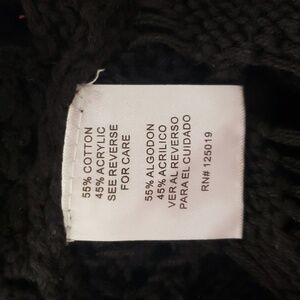 55% COTTON
45% ACRYLIC
SEE REVERSE
FOR CARE
55% ALGODON
45% ACRILICO
VER AL REVERSO
PARA EL CUIDADO
RN# 125019